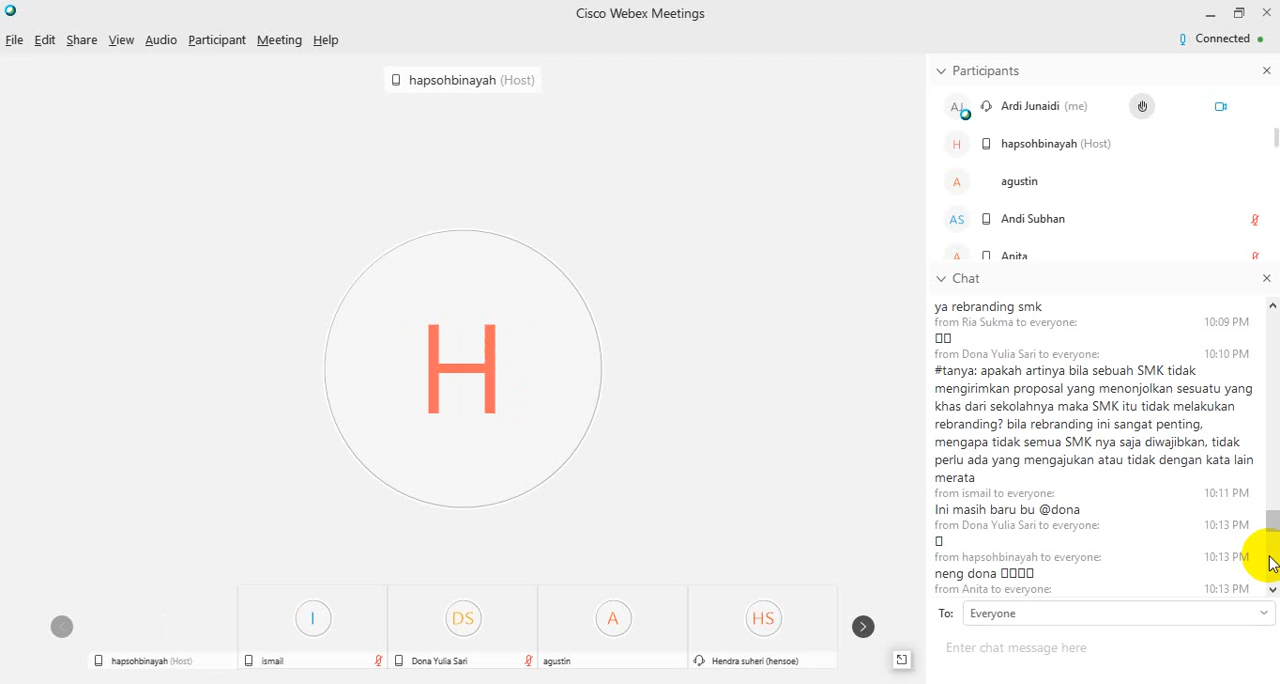 Cisco Webex Meetings
File Edit Share View Audio Participant Meeting Help
Connected
hapsohbinayah (Host)
H
hapsohbinayah (Host)
I
ismail
DS
Dona Yulia Sari
A
agustin
HS
Hendra suheri (hensoe)
Participants
AJ Ardi Junaidi (me)
H hapsohbinayah (Host)
A agustin
AS Andi Subhan
A Anita
Chat
ya rebranding smk
from Ria Sukma to everyone: 10:09 PM
from Dona Yulia Sari to everyone: 10:10 PM
#tanya: apakah artinya bila sebuah SMK tidak
mengirimkan proposal yang menonjolkan sesuatu yang
khas dari sekolahnya maka SMK itu tidak melakukan
rebranding? bila rebranding ini sangat penting,
mengapa tidak semua SMK nya saja diwajibkan, tidak
perlu ada yang mengajukan atau tidak dengan kata lain
merata
from ismail to everyone: 10:11 PM
Ini masih baru bu @dona
from Dona Yulia Sari to everyone: 10:13 PM
from hapsohbinayah to everyone: 10:13 PM
neng dona
from Anita to everyone: 10:13 PM
To: Everyone
Enter chat message here